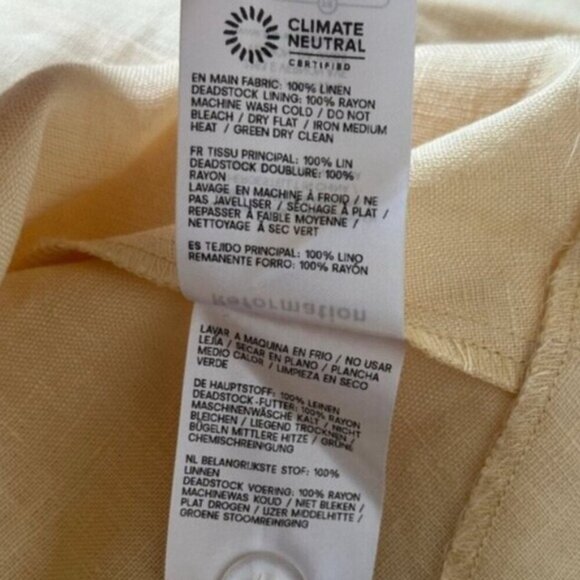 CLIMATE
NEUTRAL
CERTIFIED
EN MAIN FABRIC: 100% LINEN
DEADSTOCK LINING: 100% RAYON
MACHINE WASH COLD / DO NOT
BLEACH / DRY FLAT / IRON MEDIUM
HEAT / GREEN DRY CLEAN
FR TISSU PRINCIPAL: 100% LIN
DEADSTOCK DOUBLURE: 100%
RAYON
LAVAGE EN MACHINE À FROID / NE
PAS JAVELLISER / SÉCHAGE À PLAT /
REPASSER À FAIBLE MOYENNE /
NETTOYAGE À SEC VERT
ES TEJIDO PRINCIPAL: 100% LINO
REMANENTE FORRO: 100% RAYÓN
Reformation
LAVAR A MAQUINA EN FRIO / NO USAR
LEJÍA / SECAR EN PLANO / PLANCHA
MEDIO CALOR / LIMPIEZA EN SECO
VERDE
DE HAUPTSTOFF: 100% LEINEN
DEADSTOCK-FUTTER: 100% RAYON
MASCHINENWÄSCHE KALT / NICHT
BLEICHEN / LIEGEND TROCKNEN /
BÜGELN MITTLERE HITZE / GRÜNE
CHEMISCHREINIGUNG
NL BELANGRIJKSTE STOF: 100%
LINNEN
DEADSTOCK VOERING: 100% RAYON
MACHINEWAS KOUD / NIET BLEKEN /
PLAT DROGEN / IJZER MIDDELHITTE /
GROENE STOOMREINIGING